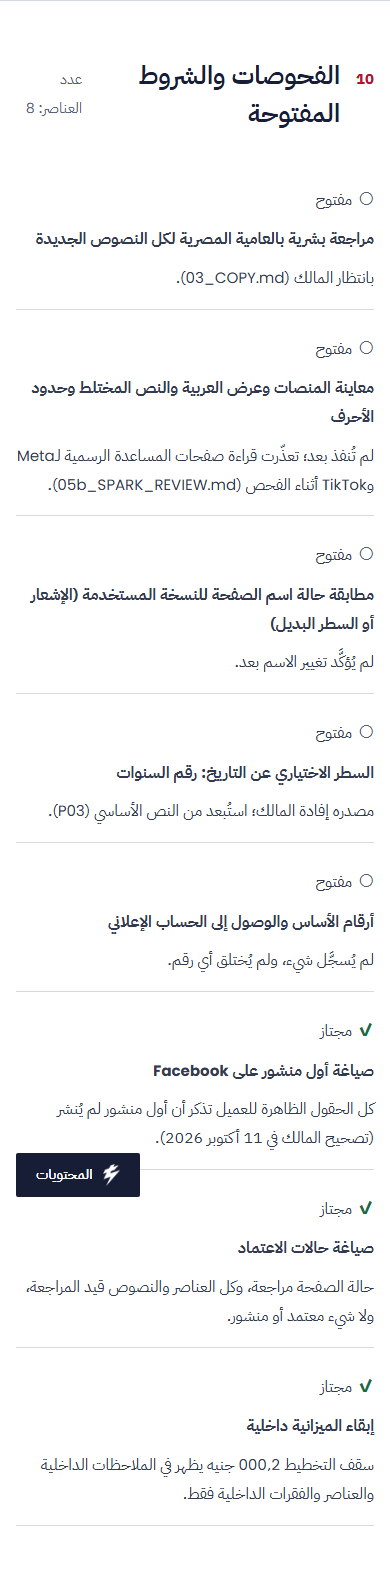 10 الفحوصات والشروط
المفتوحة
عدد
العناصر: 8
مفتوح
مراجعة بشرية بالعامية المصرية لكل النصوص الجديدة
بانتظار المالك (03_COPY.md).
مفتوح
معاينة المنصات وعرض العربية والنص المختلط وحدود
الأحرف
لم تُنفذ بعد؛ تعذّرت قراءة صفحات المساعدة الرسمية لـMeta
وTikTok أثناء الفحص (05b_SPARK_REVIEW.md).
مفتوح
مطابقة حالة اسم الصفحة للنسخة المستخدمة (الإشعار
أو السطر البديل)
لم يُؤكَّد تغيير الاسم بعد.
مفتوح
السطر الاختياري عن التاريخ: رقم السنوات
مصدره إفادة المالك؛ استُبعد من النص الأساسي (P03).
مفتوح
أرقام الأساس والوصول إلى الحساب الإعلاني
لم يُسجَّل شيء، ولم يُختلق أي رقم.
مجتاز
صياغة أول منشور على Facebook
كل الحقول الظاهرة للعميل تذكر أن أول منشور لم يُنشر
(تصحيح المالك في 11 أكتوبر 2026).
المحتويات
مجتاز
صياغة حالات الاعتماد
حالة الصفحة مراجعة، وكل العناصر والنصوص قيد المراجعة،
ولا شيء معتمد أو منشور.
مجتاز
إبقاء الميزانية داخلية
سقف التخطيط 000,2 جنيه يظهر في الملاحظات الداخلية
والعناصر والفقرات الداخلية فقط.